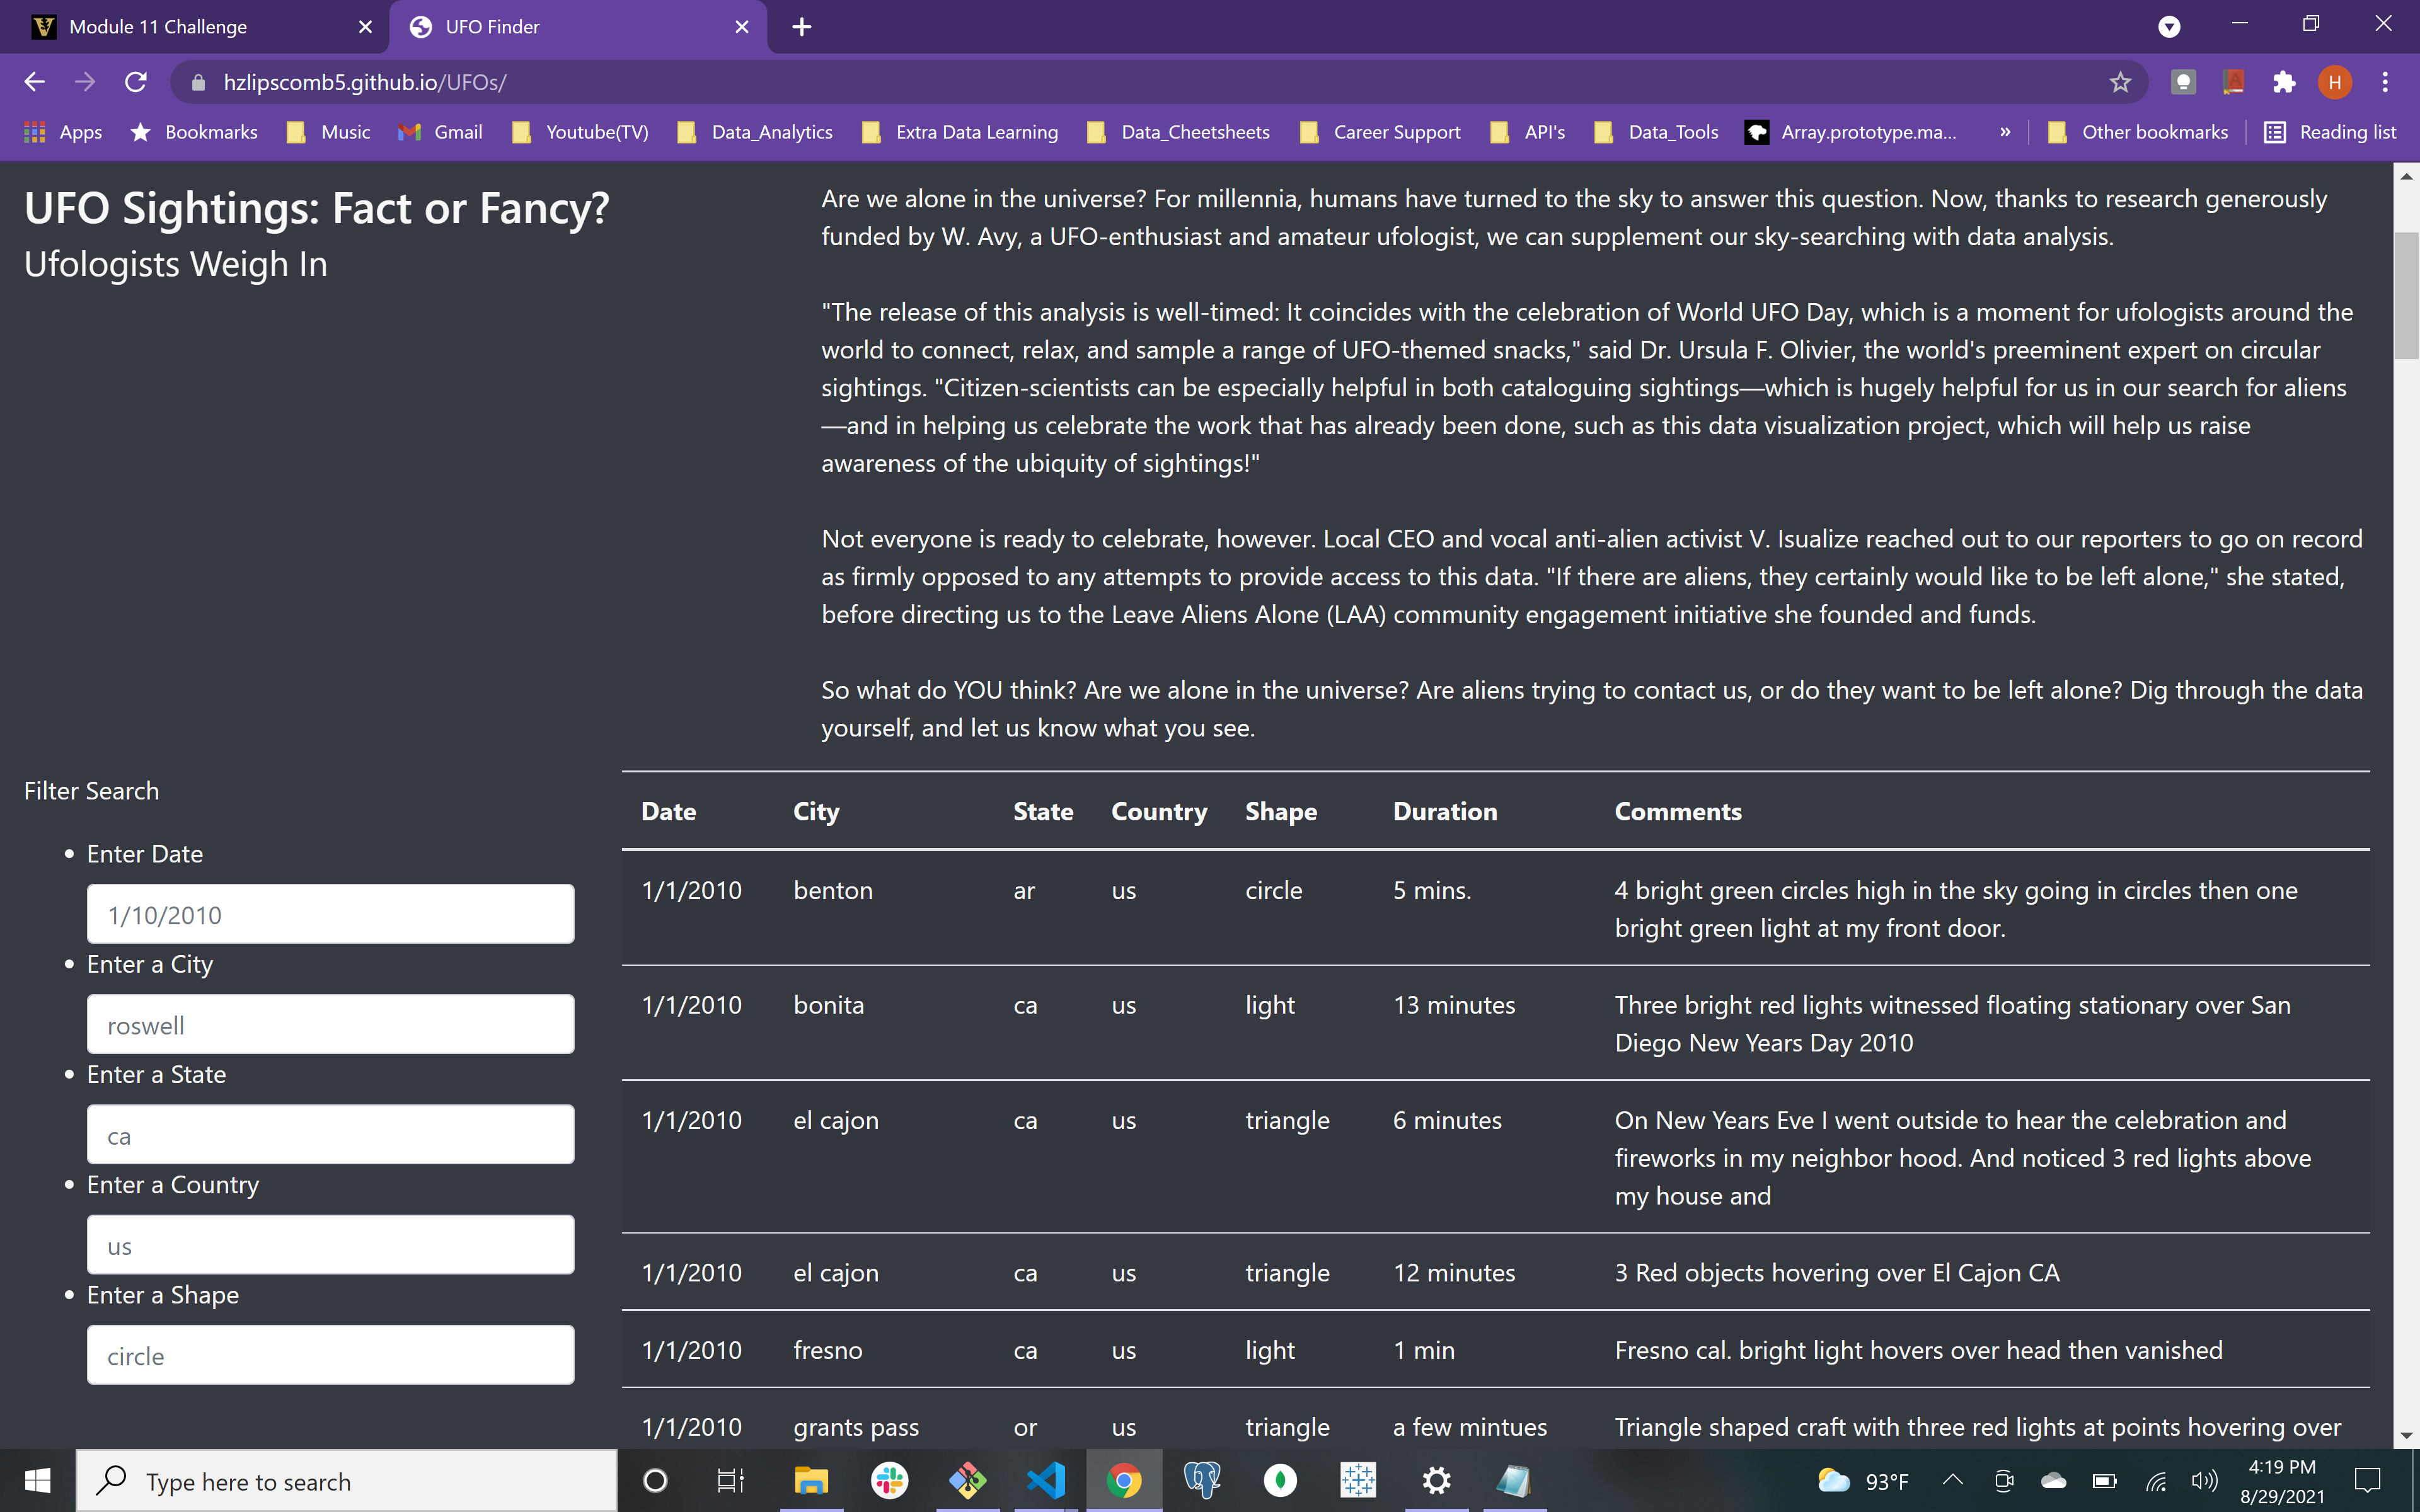 Module 11 Challenge
UFO Finder
hzlipscomb5.github.io/UFOs/
H
Apps Bookmarks Music Gmail Youtube(TV) Data_Analytics Extra Data Learning Data_Cheetsheets Career Support API's Data_Tools Array.prototype.ma... » Other bookmarks Reading list
UFO Sightings: Fact or Fancy?
Ufologists Weigh In
Are we alone in the universe? For millennia, humans have turned to the sky to answer this question. Now, thanks to research generously
funded by W. Avy, a UFO-enthusiast and amateur ufologist, we can supplement our sky-searching with data analysis.
"The release of this analysis is well-timed: It coincides with the celebration of World UFO Day, which is a moment for ufologists around the
world to connect, relax, and sample a range of UFO-themed snacks," said Dr. Ursula F. Olivier, the world's preeminent expert on circular
sightings. "Citizen-scientists can be especially helpful in both cataloguing sightings—which is hugely helpful for us in our search for aliens
—and in helping us celebrate the work that has already been done, such as this data visualization project, which will help us raise
awareness of the ubiquity of sightings!"
Not everyone is ready to celebrate, however. Local CEO and vocal anti-alien activist V. Isualize reached out to our reporters to go on record
as firmly opposed to any attempts to provide access to this data. "If there are aliens, they certainly would like to be left alone," she stated,
before directing us to the Leave Aliens Alone (LAA) community engagement initiative she founded and funds.
So what do YOU think? Are we alone in the universe? Are aliens trying to contact us, or do they want to be left alone? Dig through the data
yourself, and let us know what you see.
Filter Search
Enter Date
1/10/2010
Enter a City
roswell
Enter a State
ca
Enter a Country
us
Enter a Shape
circle
Date City State Country Shape Duration Comments
1/1/2010 benton ar us circle 5 mins. 4 bright green circles high in the sky going in circles then one
bright green light at my front door.
1/1/2010 bonita ca us light 13 minutes Three bright red lights witnessed floating stationary over San
Diego New Years Day 2010
1/1/2010 el cajon ca us triangle 6 minutes On New Years Eve I went outside to hear the celebration and
fireworks in my neighbor hood. And noticed 3 red lights above
my house and
1/1/2010 el cajon ca us triangle 12 minutes 3 Red objects hovering over El Cajon CA
1/1/2010 fresno ca us light 1 min Fresno cal. bright light hovers over head then vanished
1/1/2010 grants pass or us triangle a few mintues Triangle shaped craft with three red lights at points hovering over
Type here to search
93°F
4:19 PM
8/29/2021